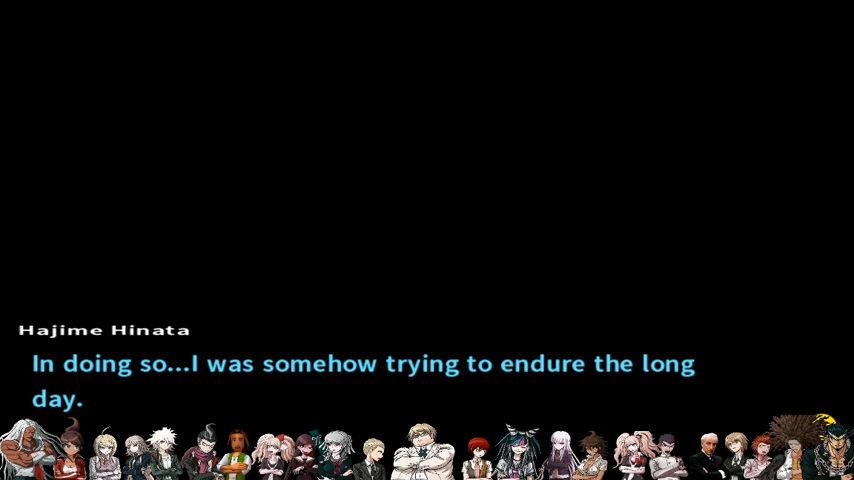 Hajime Hinata
In doing so...I was somehow trying to endure the long
day.